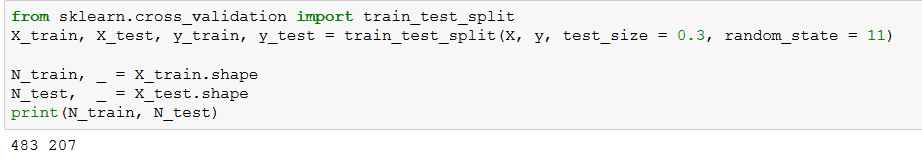 from sklearn.cross_validation import train_test_split
X_train, X_test, y_train, y_test = train_test_split(X, y, test_size = 0.3, random_state = 11)
N_train, _ = X_train.shape
N_test,  _ = X_test.shape
print(N_train, N_test)
483 207